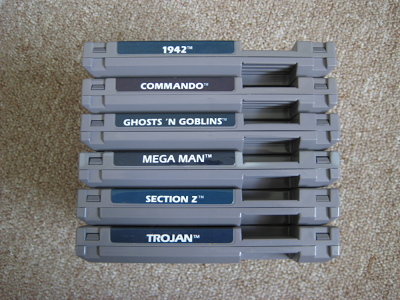 1942™
COMMANDO™
GHOSTS 'N GOBLINS™
MEGA MAN™
SECTION Z™
TROJAN™